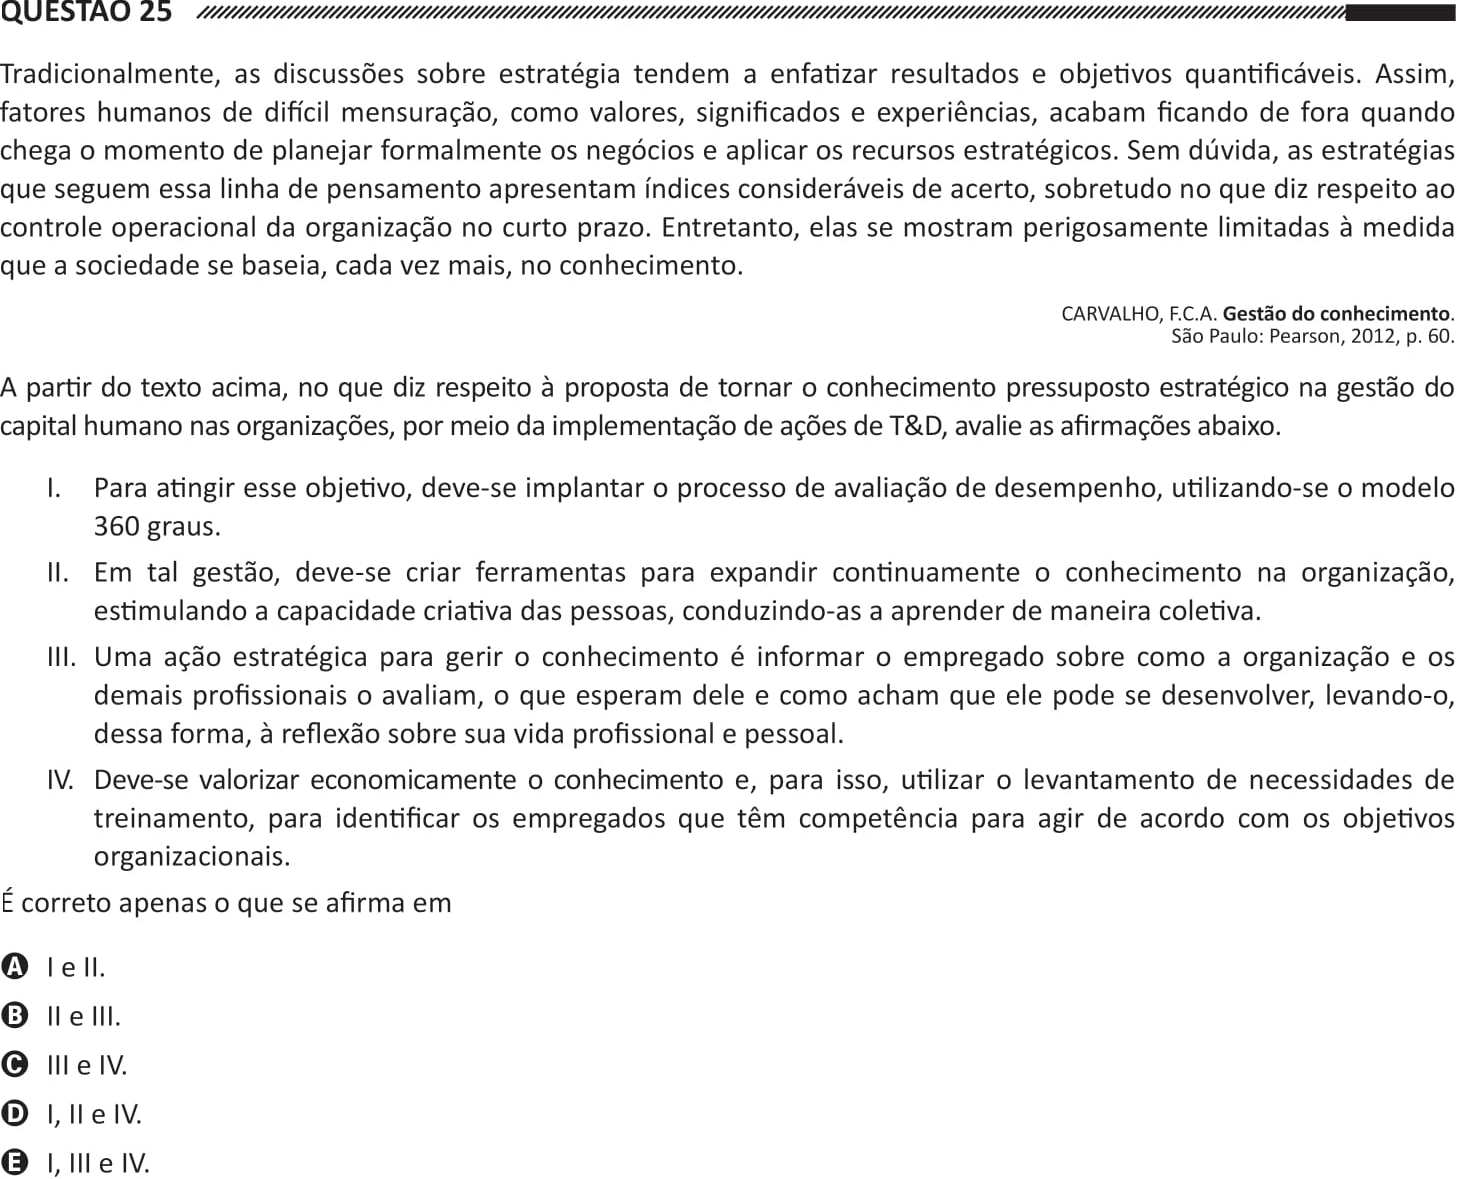 QUESTÃO 25
Tradicionalmente, as discussões sobre estratégia tendem a enfatizar resultados e objetivos quantificáveis. Assim,
fatores humanos de difícil mensuração, como valores, significados e experiências, acabam ficando de fora quando
chega o momento de planejar formalmente os negócios e aplicar os recursos estratégicos. Sem dúvida, as estratégias
que seguem essa linha de pensamento apresentam índices consideráveis de acerto, sobretudo no que diz respeito ao
controle operacional da organização no curto prazo. Entretanto, elas se mostram perigosamente limitadas à medida
que a sociedade se baseia, cada vez mais, no conhecimento.
CARVALHO, F.C.A. Gestão do conhecimento.
São Paulo: Pearson, 2012, p. 60.
A partir do texto acima, no que diz respeito à proposta de tornar o conhecimento pressuposto estratégico na gestão do
capital humano nas organizações, por meio da implementação de ações de T&D, avalie as afirmações abaixo.
I. Para atingir esse objetivo, deve-se implantar o processo de avaliação de desempenho, utilizando-se o modelo
360 graus.
II. Em tal gestão, deve-se criar ferramentas para expandir continuamente o conhecimento na organização,
estimulando a capacidade criativa das pessoas, conduzindo-as a aprender de maneira coletiva.
III. Uma ação estratégica para gerir o conhecimento é informar o empregado sobre como a organização e os
demais profissionais o avaliam, o que esperam dele e como acham que ele pode se desenvolver, levando-o,
dessa forma, à reflexão sobre sua vida profissional e pessoal.
IV. Deve-se valorizar economicamente o conhecimento e, para isso, utilizar o levantamento de necessidades de
treinamento, para identificar os empregados que têm competência para agir de acordo com os objetivos
organizacionais.
É correto apenas o que se afirma em
A I e II.
B II e III.
C III e IV.
D I, II e IV.
E I, III e IV.